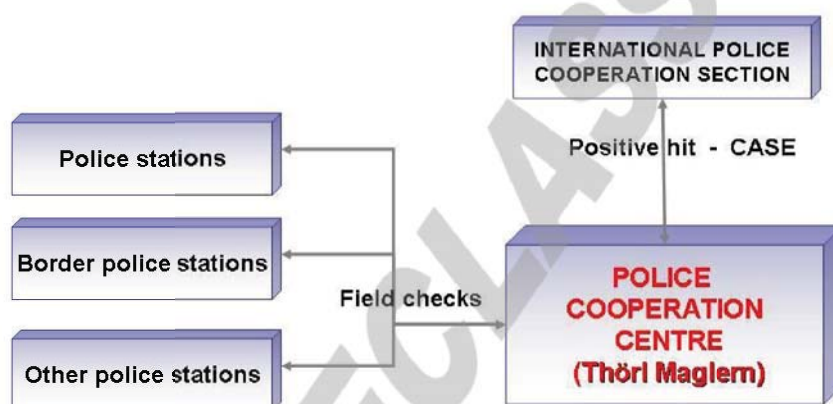 INTERNATIONAL POLICE
COOPERATION SECTION
Police stations
Positive hit - CASE
Border police stations
Field checks
POLICE
COOPERATION
CENTRE
(Thörl Maglern)
Other police stations